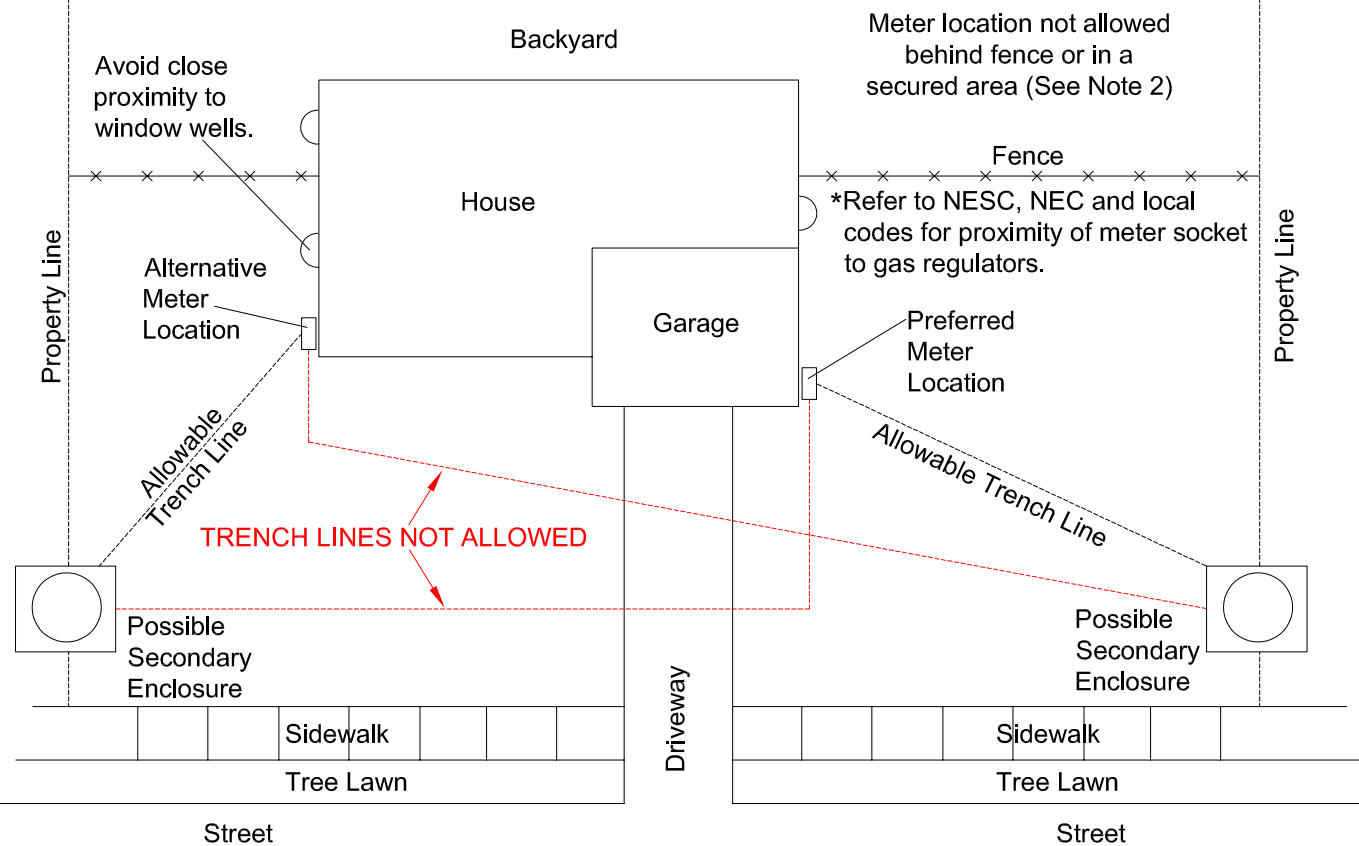 Backyard
Meter location not allowed
behind fence or in a
secured area (See Note 2)
Avoid close
proximity to
window wells.
Fence
House
*Refer to NESC, NEC and local
codes for proximity of meter socket
to gas regulators.
Property Line
Property Line
Alternative
Meter
Location
Garage
Preferred
Meter
Location
Allowable
Trench Line
Allowable Trench Line
TRENCH LINES NOT ALLOWED
Possible
Secondary
Enclosure
Possible
Secondary
Enclosure
Driveway
Sidewalk
Sidewalk
Tree Lawn
Tree Lawn
Street
Street